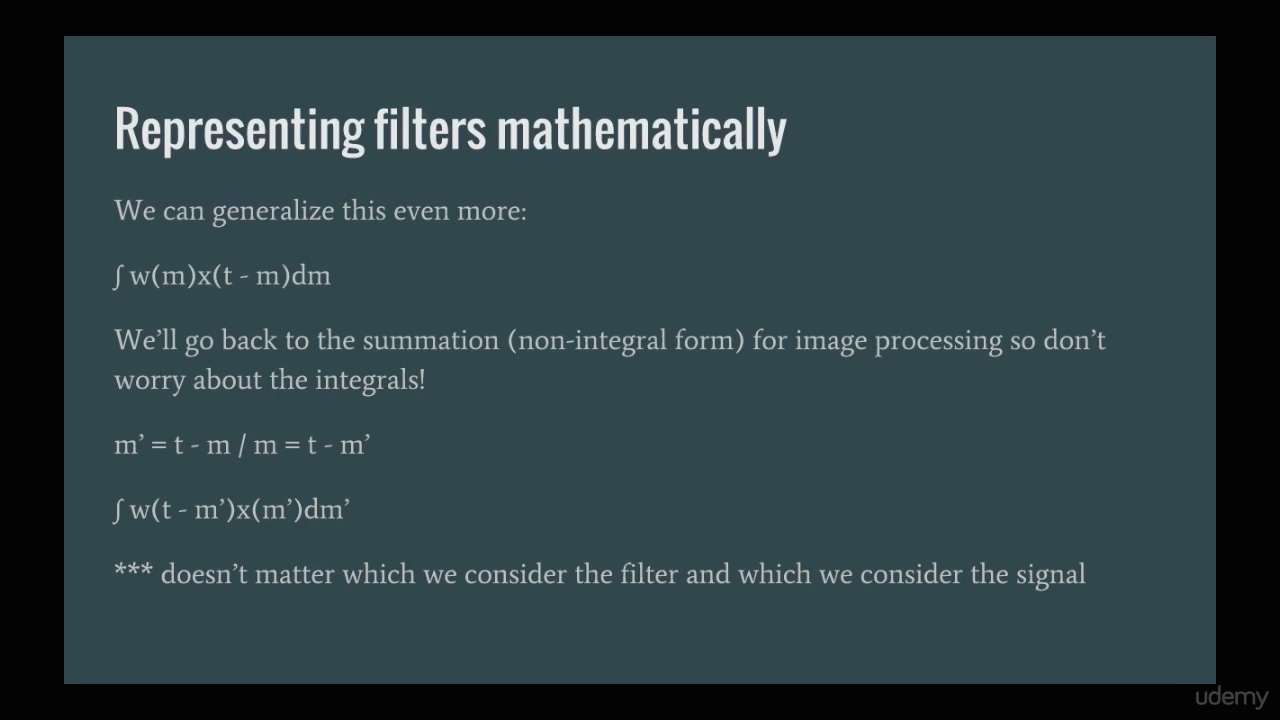 Representing filters mathematically
We can generalize this even more:
∫ w(m)x(t - m)dm
We’ll go back to the summation (non-integral form) for image processing so don’t
worry about the integrals!
m’ = t - m / m = t - m’
∫ w(t - m’)x(m’)dm’
*** doesn’t matter which we consider the filter and which we consider the signal
udemy